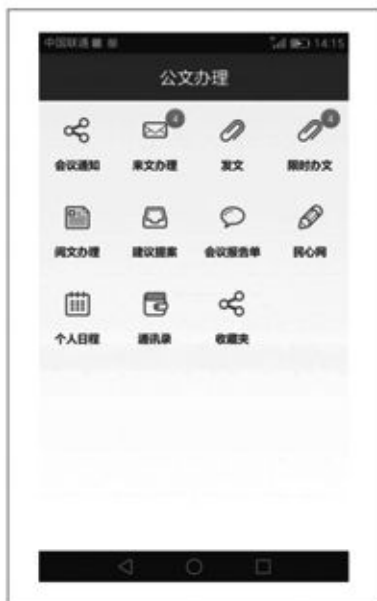 中国联通 14:15
公文办理
4 4
会议通知 来文办理 发文 限时办文
阅文办理 建议提案 会议报告单 民心网
个人日程 通讯录 收藏夹